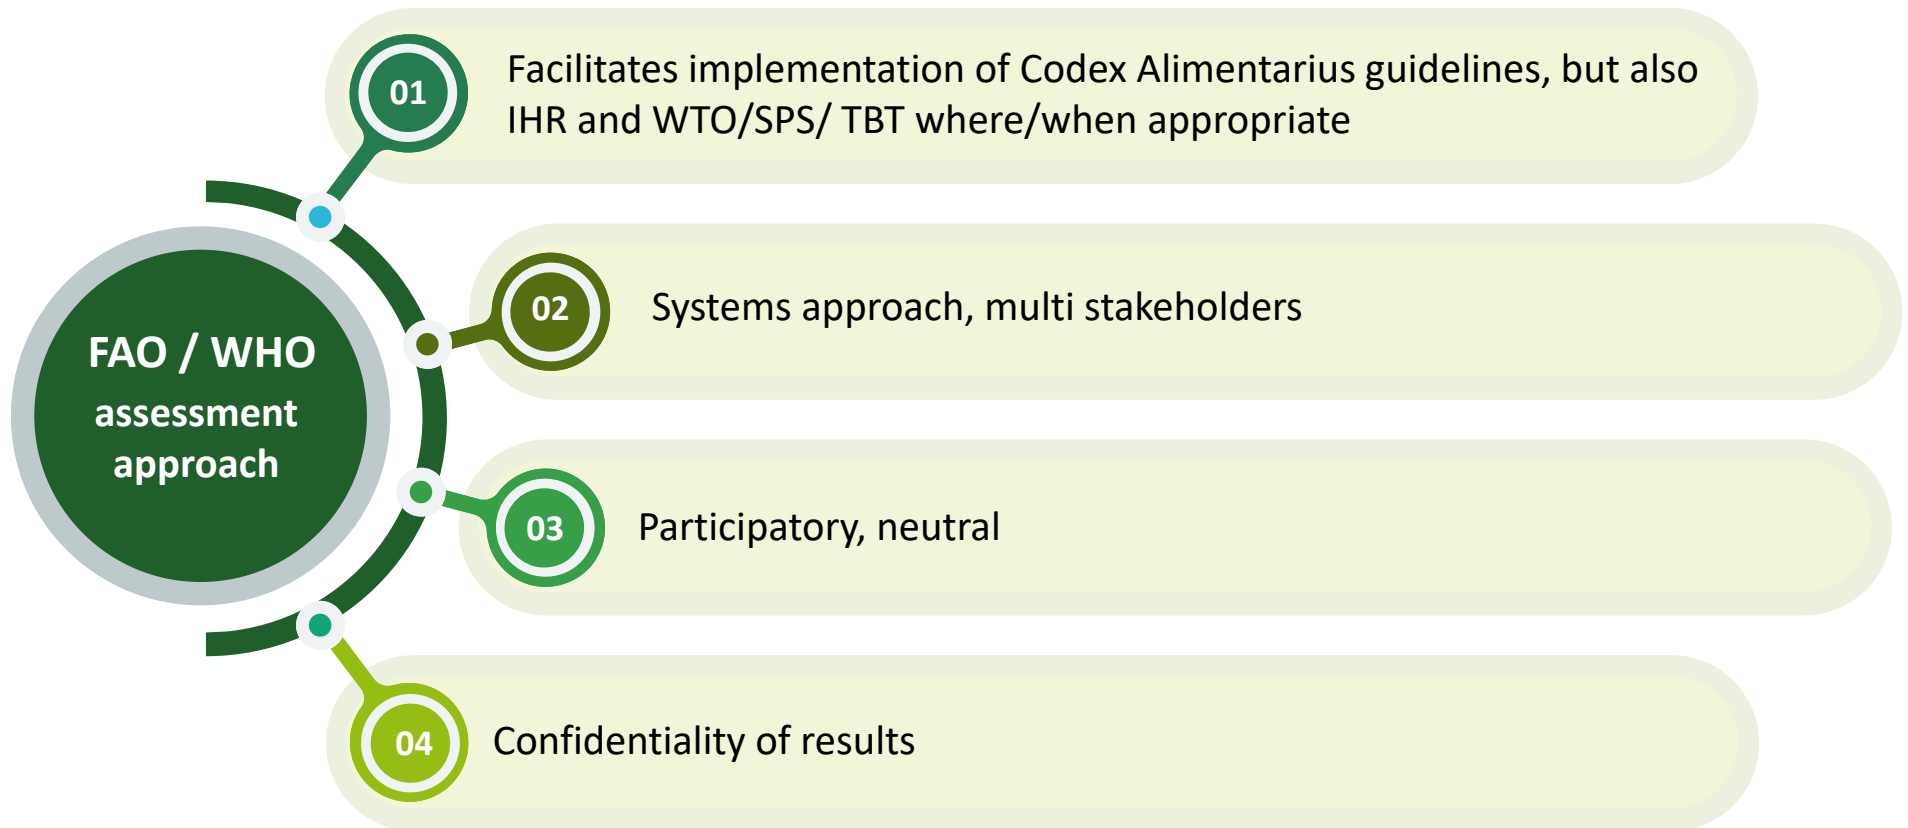 FAO / WHO
assessment
approach
01
Facilitates implementation of Codex Alimentarius guidelines, but also
IHR and WTO/SPS/ TBT where/when appropriate
02
Systems approach, multi stakeholders
03
Participatory, neutral
04
Confidentiality of results